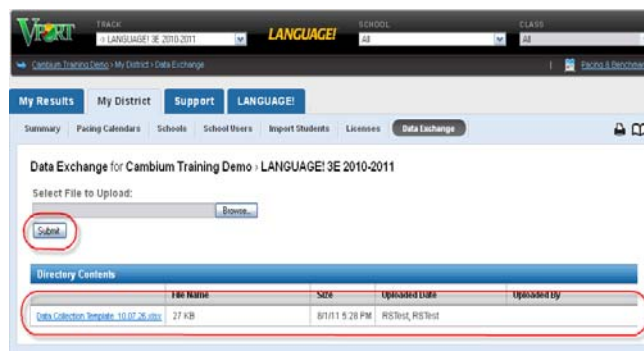 VPORT
TRACK
LANGUAGE! 3E 2010-2011
LANGUAGE!
SCHOOL
All
CLASS
All
Cambium Training Demo › My District › Data Exchange
Pacing & Benchmar
My Results My District Support LANGUAGE!
Summary Pacing Calendars Schools School Users Import Students Licenses Data Exchange
Data Exchange for Cambium Training Demo › LANGUAGE! 3E 2010-2011
Select File to Upload:
Browse...
Submit
Directory Contents
File Name Size Uploaded Date Uploaded By
Data Collection Template_10.07.26.xlsx 27 KB 8/1/11 5:28 PM RSTest, RSTest